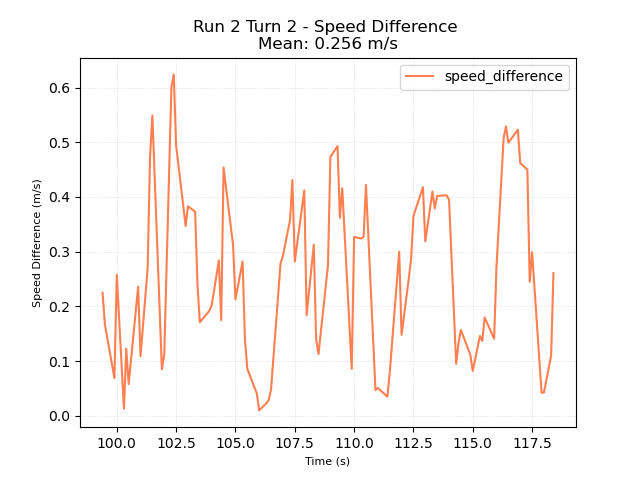 Run 2 Turn 2 - Speed Difference
Mean: 0.256 m/s
speed_difference
Speed Difference (m/s)
0.6
0.5
0.4
0.3
0.2
0.1
0.0
100.0 102.5 105.0 107.5 110.0 112.5 115.0 117.5
Time (s)